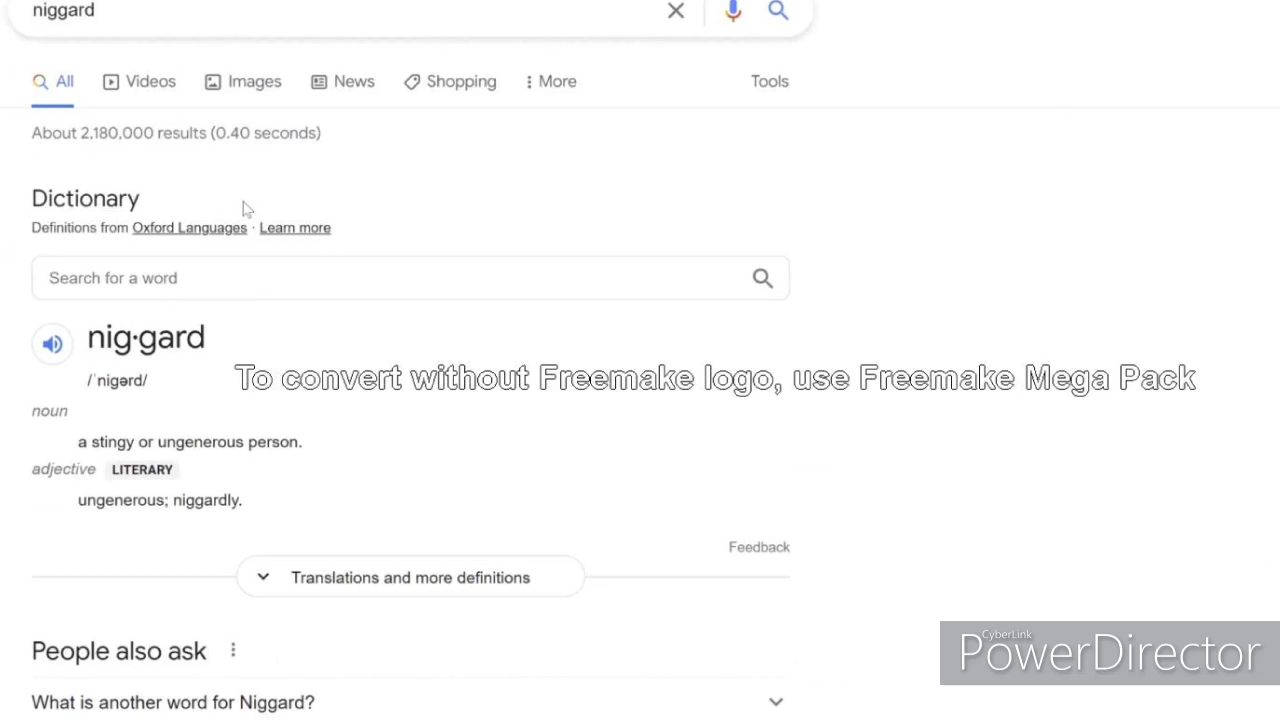 niggard
All Videos Images News Shopping More Tools
About 2,180,000 results (0.40 seconds)
Dictionary
Definitions from Oxford Languages · Learn more
Search for a word
nig·gard
/ˈnigərd/
To convert without Freemake logo, use Freemake Mega Pack
noun
a stingy or ungenerous person.
adjective LITERARY
ungenerous; niggardly.
Feedback
Translations and more definitions
People also ask
CyberLink
PowerDirector
What is another word for Niggard?